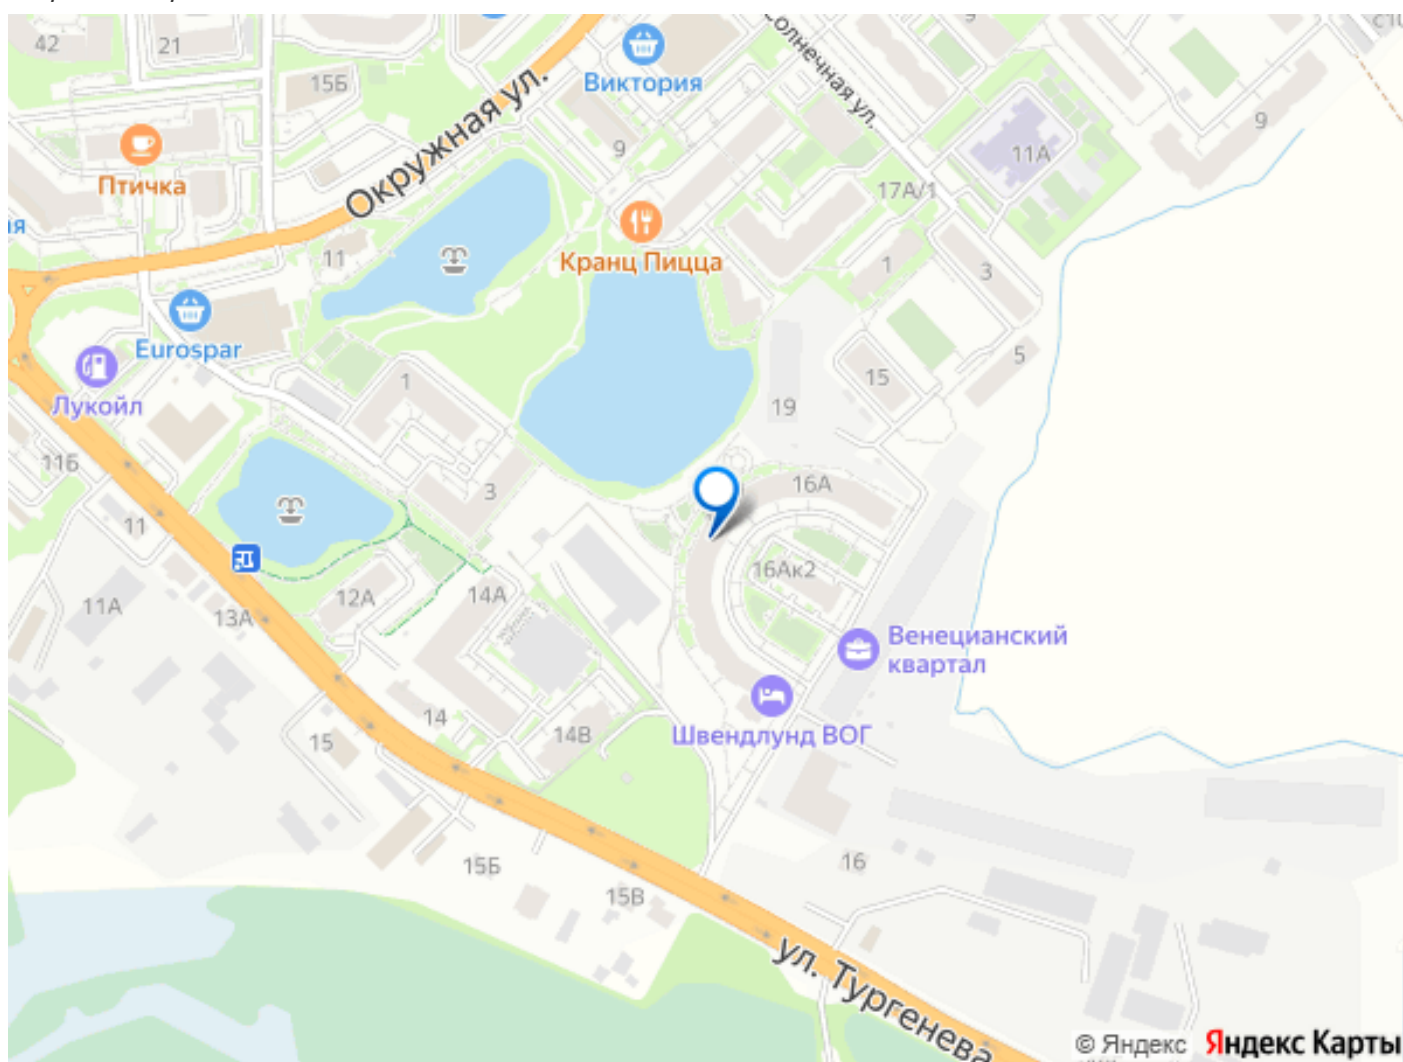 42
21
15Б
Окружная ул.
Виктория
Солнечная ул.
9
9
9
11А
Птичка
ая
11
Кранц Пицца
17А/1
1
3
Eurospar
5
Лукойл
1
15
19
11Б
3
16А
11
16Ак2
11А
13А
12А
14А
Венецианский
квартал
14
14В
Швендлунд ВОГ
15
15Б
15В
16
ул. Тургенева
© Яндекс
Яндекс Карты